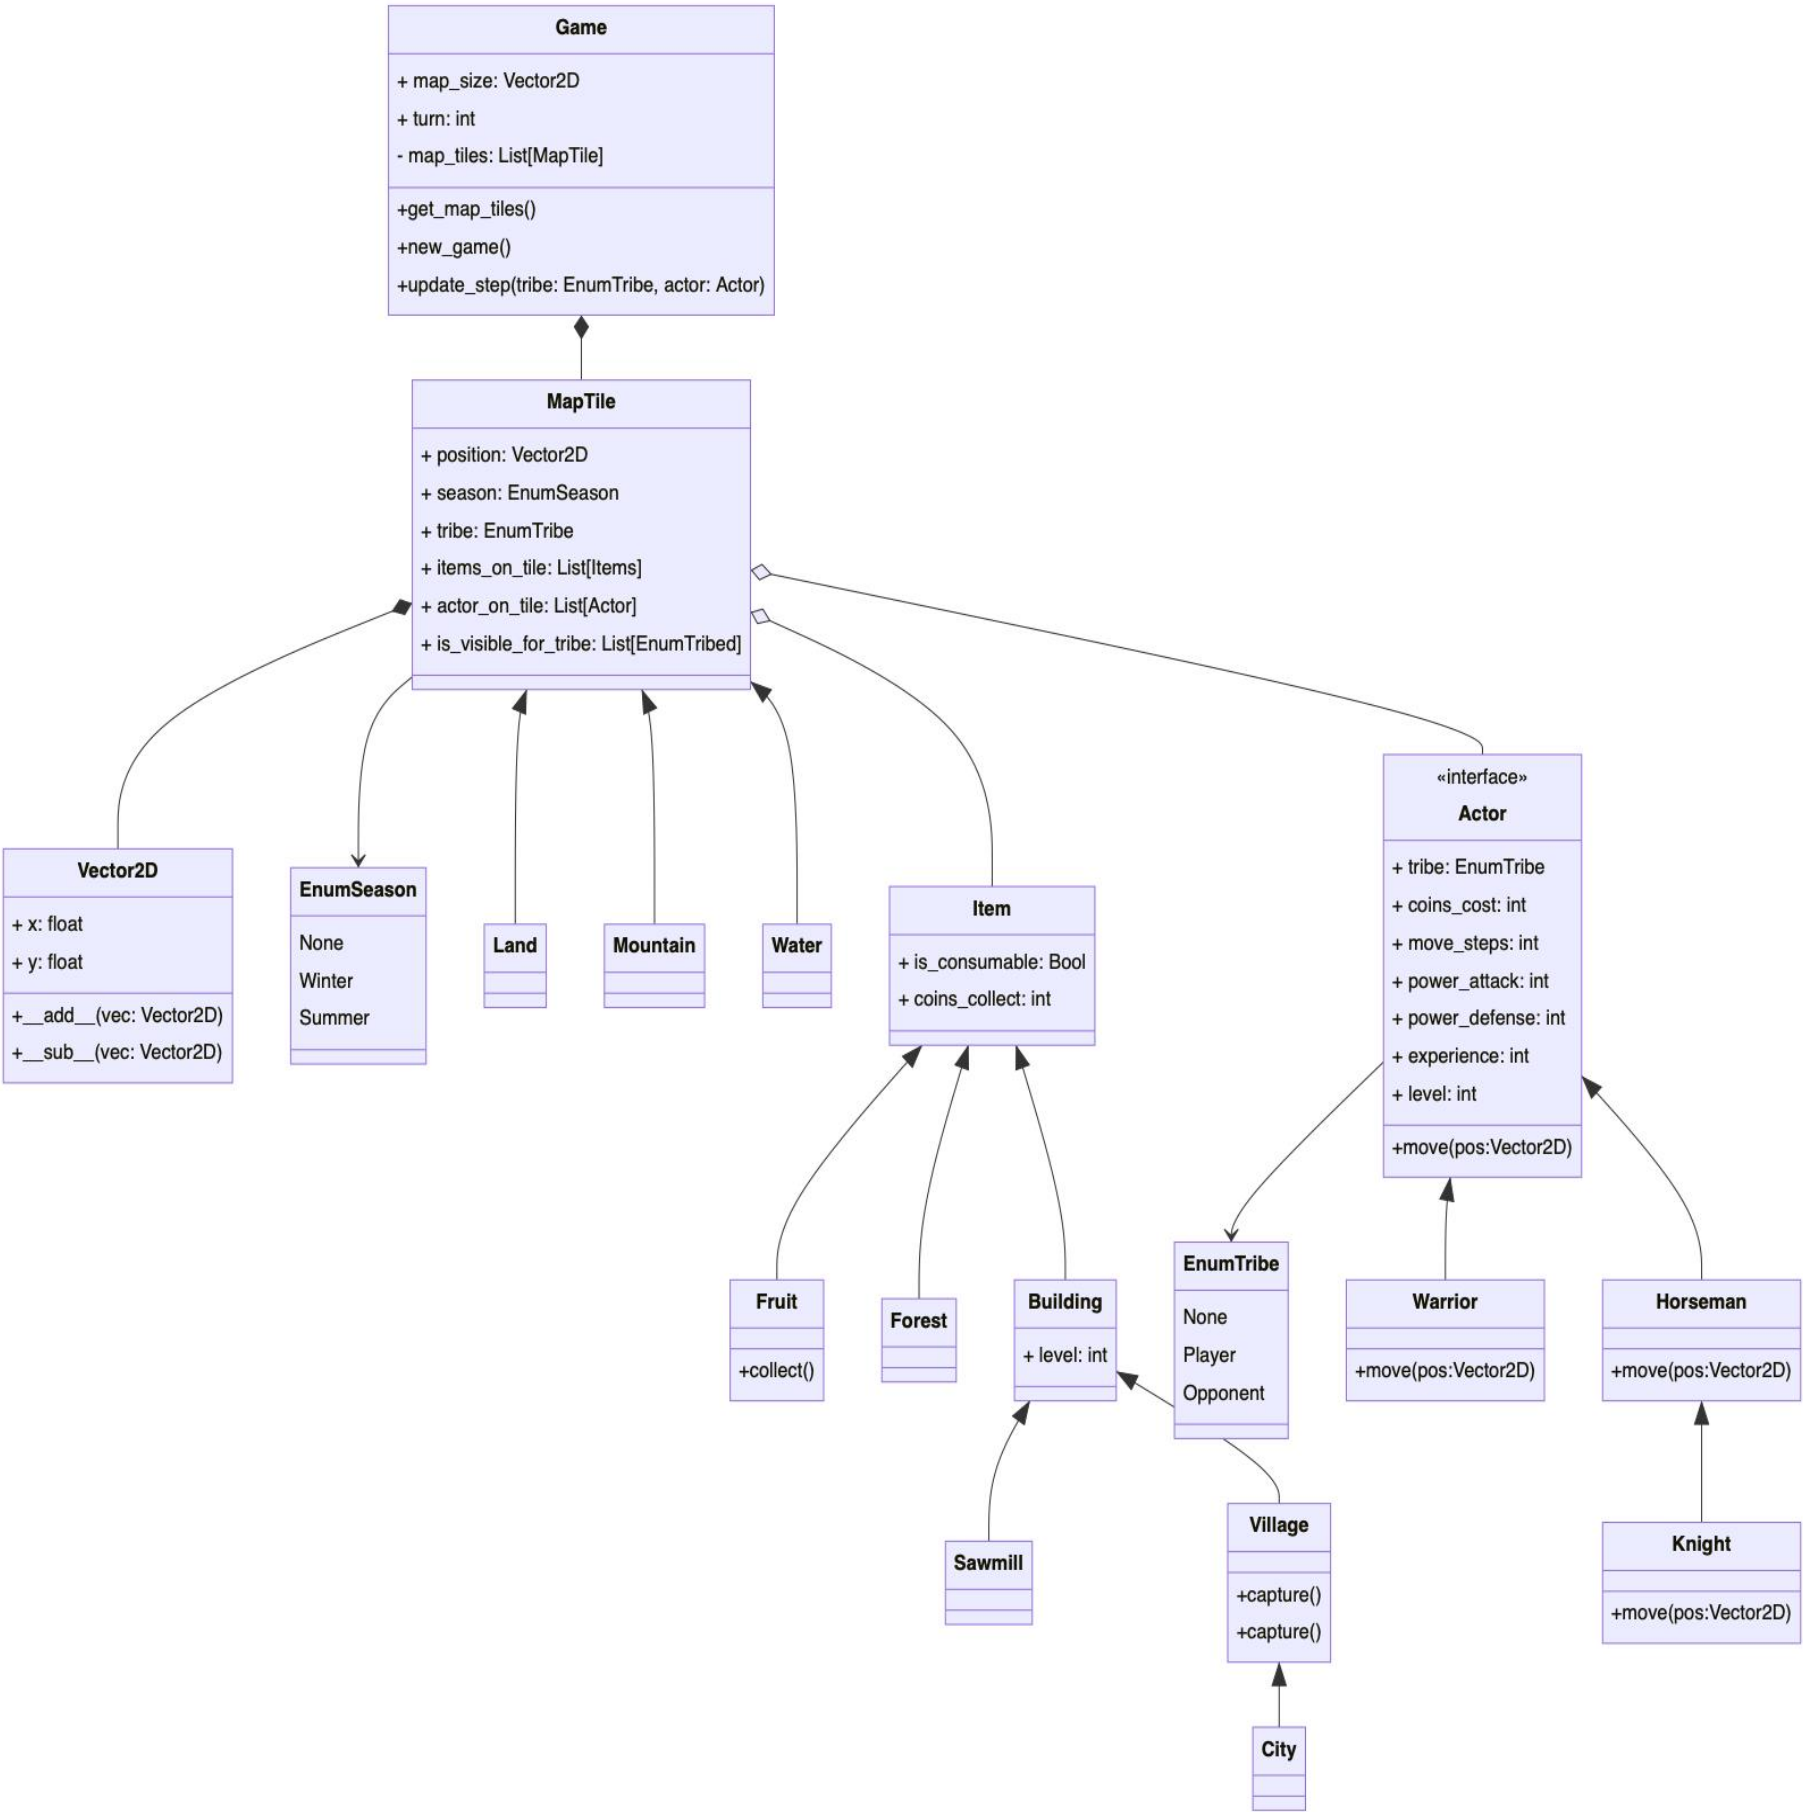 Game
+ map_size: Vector2D
+ turn: int
- map_tiles: List[MapTile]
+get_map_tiles()
+new_game()
+update_step(tribe: EnumTribe, actor: Actor)
MapTile
+ position: Vector2D
+ season: EnumSeason
+ tribe: EnumTribe
+ items_on_tile: List[Items]
+ actor_on_tile: List[Actor]
+ is_visible_for_tribe: List[EnumTribed]
Vector2D
+ x: float
+ y: float
+__add__(vec: Vector2D)
+__sub__(vec: Vector2D)
EnumSeason
None
Winter
Summer
Land
Mountain
Water
Item
+ is_consumable: Bool
+ coins_collect: int
«interface»
Actor
+ tribe: EnumTribe
+ coins_cost: int
+ move_steps: int
+ power_attack: int
+ power_defense: int
+ experience: int
+ level: int
+move(pos:Vector2D)
Fruit
+collect()
Forest
Building
+ level: int
EnumTribe
None
Player
Opponent
Warrior
+move(pos:Vector2D)
Horseman
+move(pos:Vector2D)
Sawmill
Village
+capture()
+capture()
Knight
+move(pos:Vector2D)
City